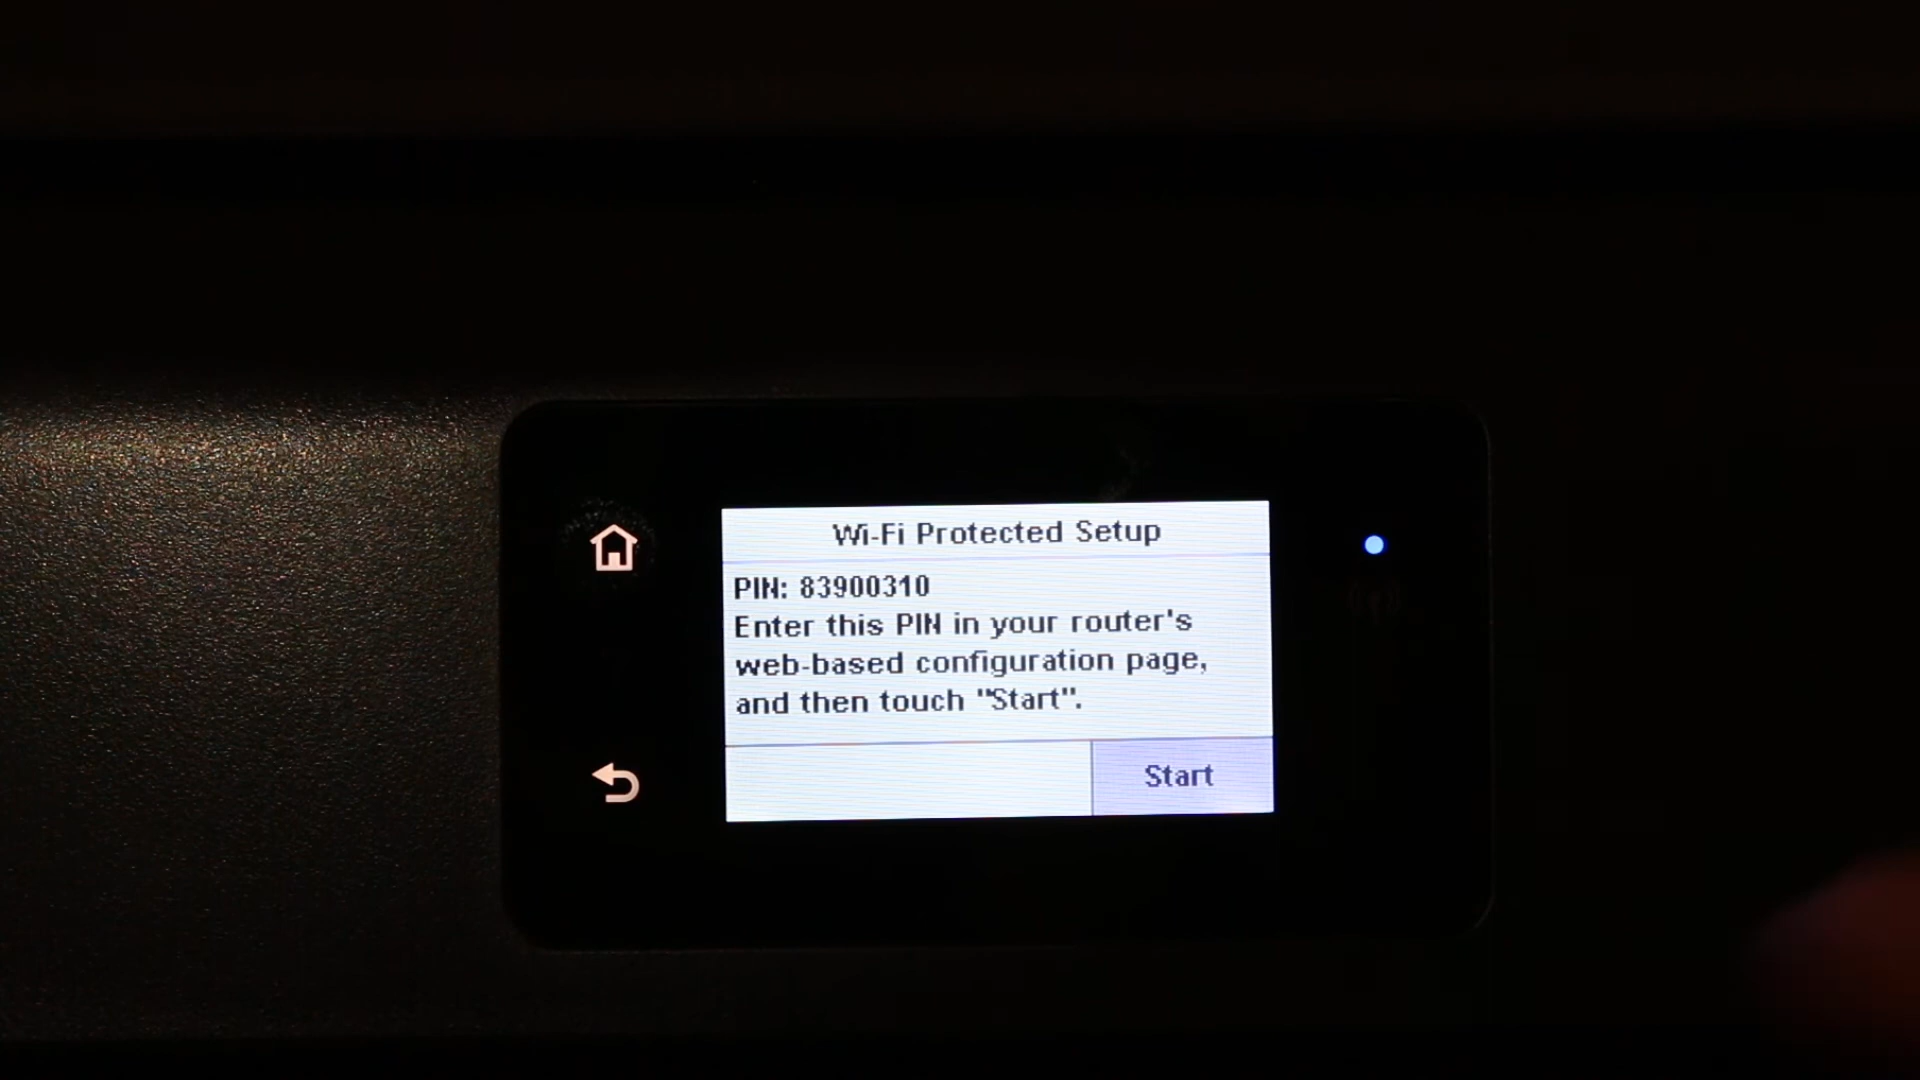 Wi-Fi Protected Setup
PIN: 83900310
Enter this PIN in your router's
web-based configuration page,
and then touch "Start".
Start